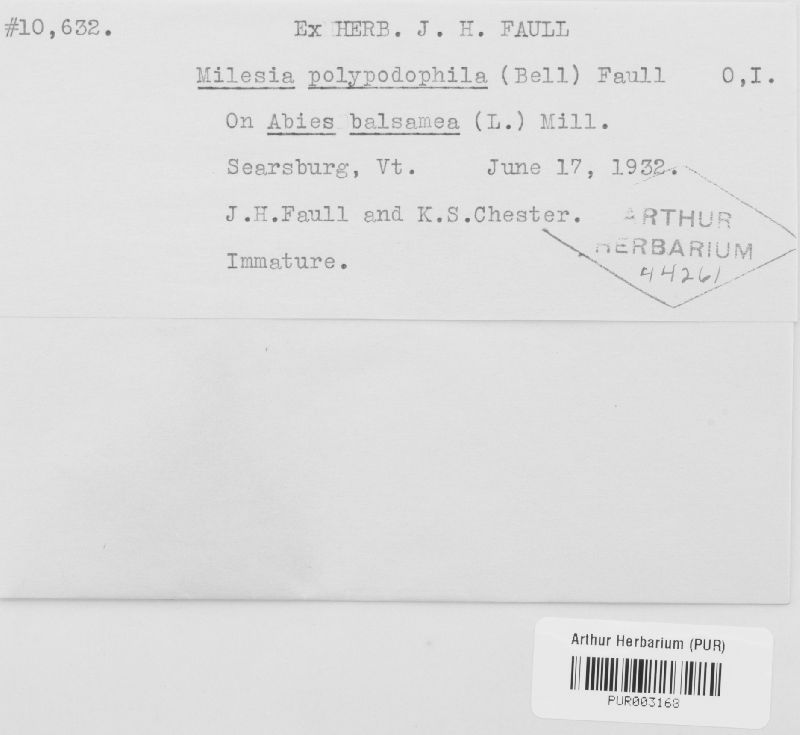 #10,632. Ex HERB. J. H. FAULL
Milesia polypodophila (Bell) Faull O,I.
On Abies balsamea (L.) Mill.
Searsburg, Vt. June 17, 1932.
J.H.Faull and K.S.Chester.
Immature.
ARTHUR
HERBARIUM
44261
Arthur Herbarium (PUR)
PUR003168